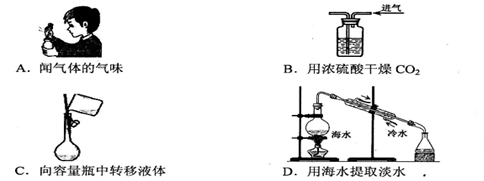 进气
A．闻气体的气味
B．用浓硫酸干燥CO₂
海水
冷水
C．向容量瓶中转移液体
D．用海水提取淡水